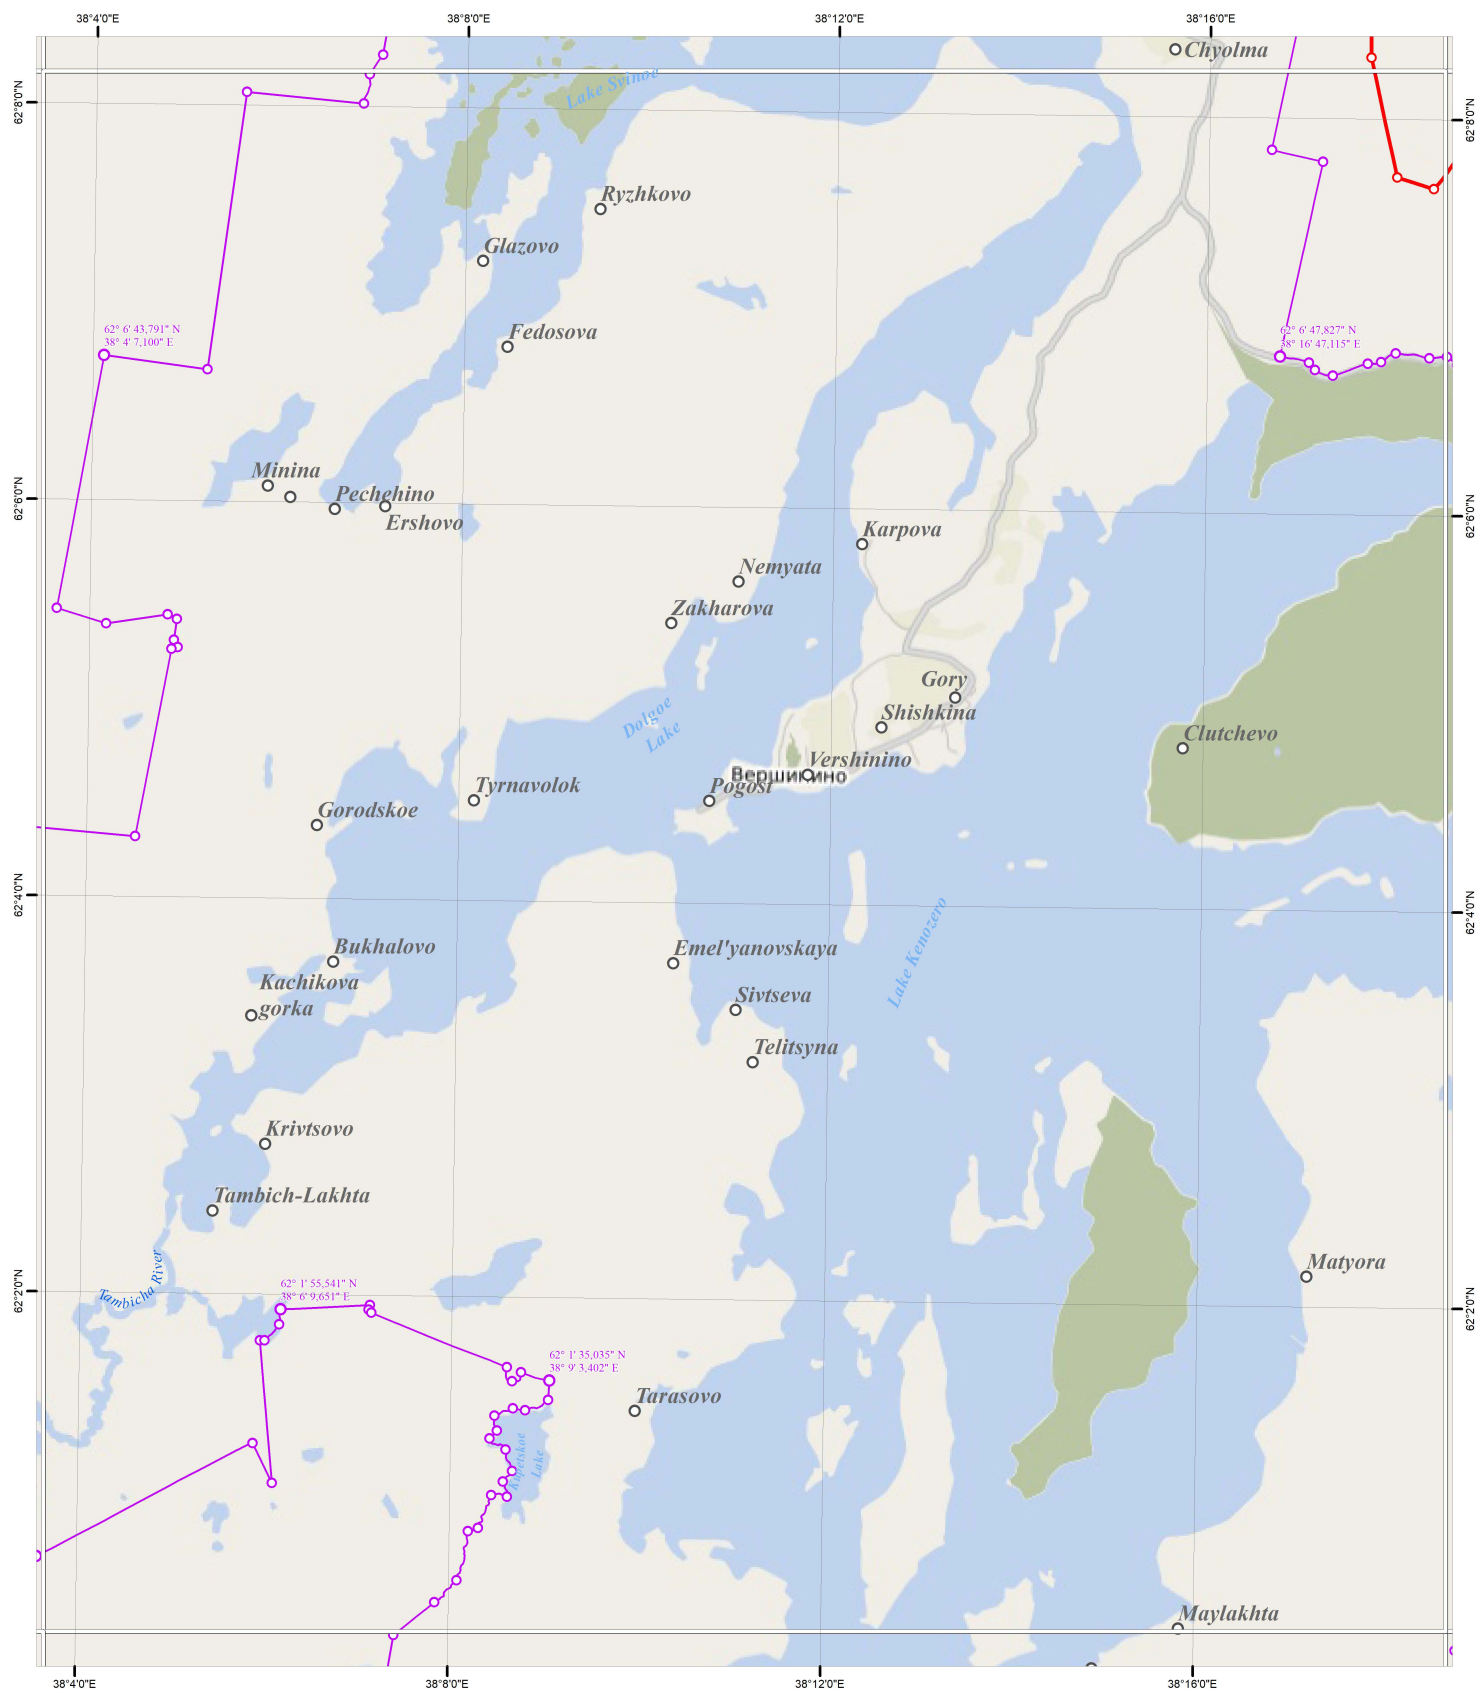 38°4'0"E
38°8'0"E
38°12'0"E
38°16'0"E
Chyolma
Lake Svinoe
62°8'0"N
62°8'0"N
Ryzhkovo
Glazovo
Fedosova
62° 6' 43,791" N
38° 4' 7,100" E
62° 6' 47,827" N
38° 16' 47,115" E
Minina
Pechehino
Ershovo
62°6'0"N
62°6'0"N
Karpova
Nemyata
Zakharova
Gory
Shishkina
Dolgoe
Lake
Clutchevo
Vershinino
Вершинино
Pogost
Tyrnavolok
Gorodskoe
62°4'0"N
62°4'0"N
Lake Kenozero
Bukhalovo
Emel'yanovskaya
Kachikova
gorka
Sivtseva
Telitsyna
Krivtsovo
Tambich-Lakhta
Tambicha River
Matyora
62° 1' 55,541" N
38° 6' 9,651" E
62°2'0"N
62°2'0"N
62° 1' 35,035" N
38° 9' 3,402" E
Tarasovo
Kupetskoe
Lake
Maylakhta
38°4'0"E
38°8'0"E
38°12'0"E
38°16'0"E